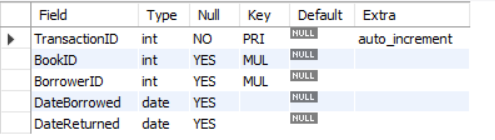 Field Type Null Key Default Extra
TransactionID int NO PRI NULL auto_increment
BookID int YES MUL NULL
BorrowerID int YES MUL NULL
DateBorrowed date YES NULL
DateReturned date YES NULL